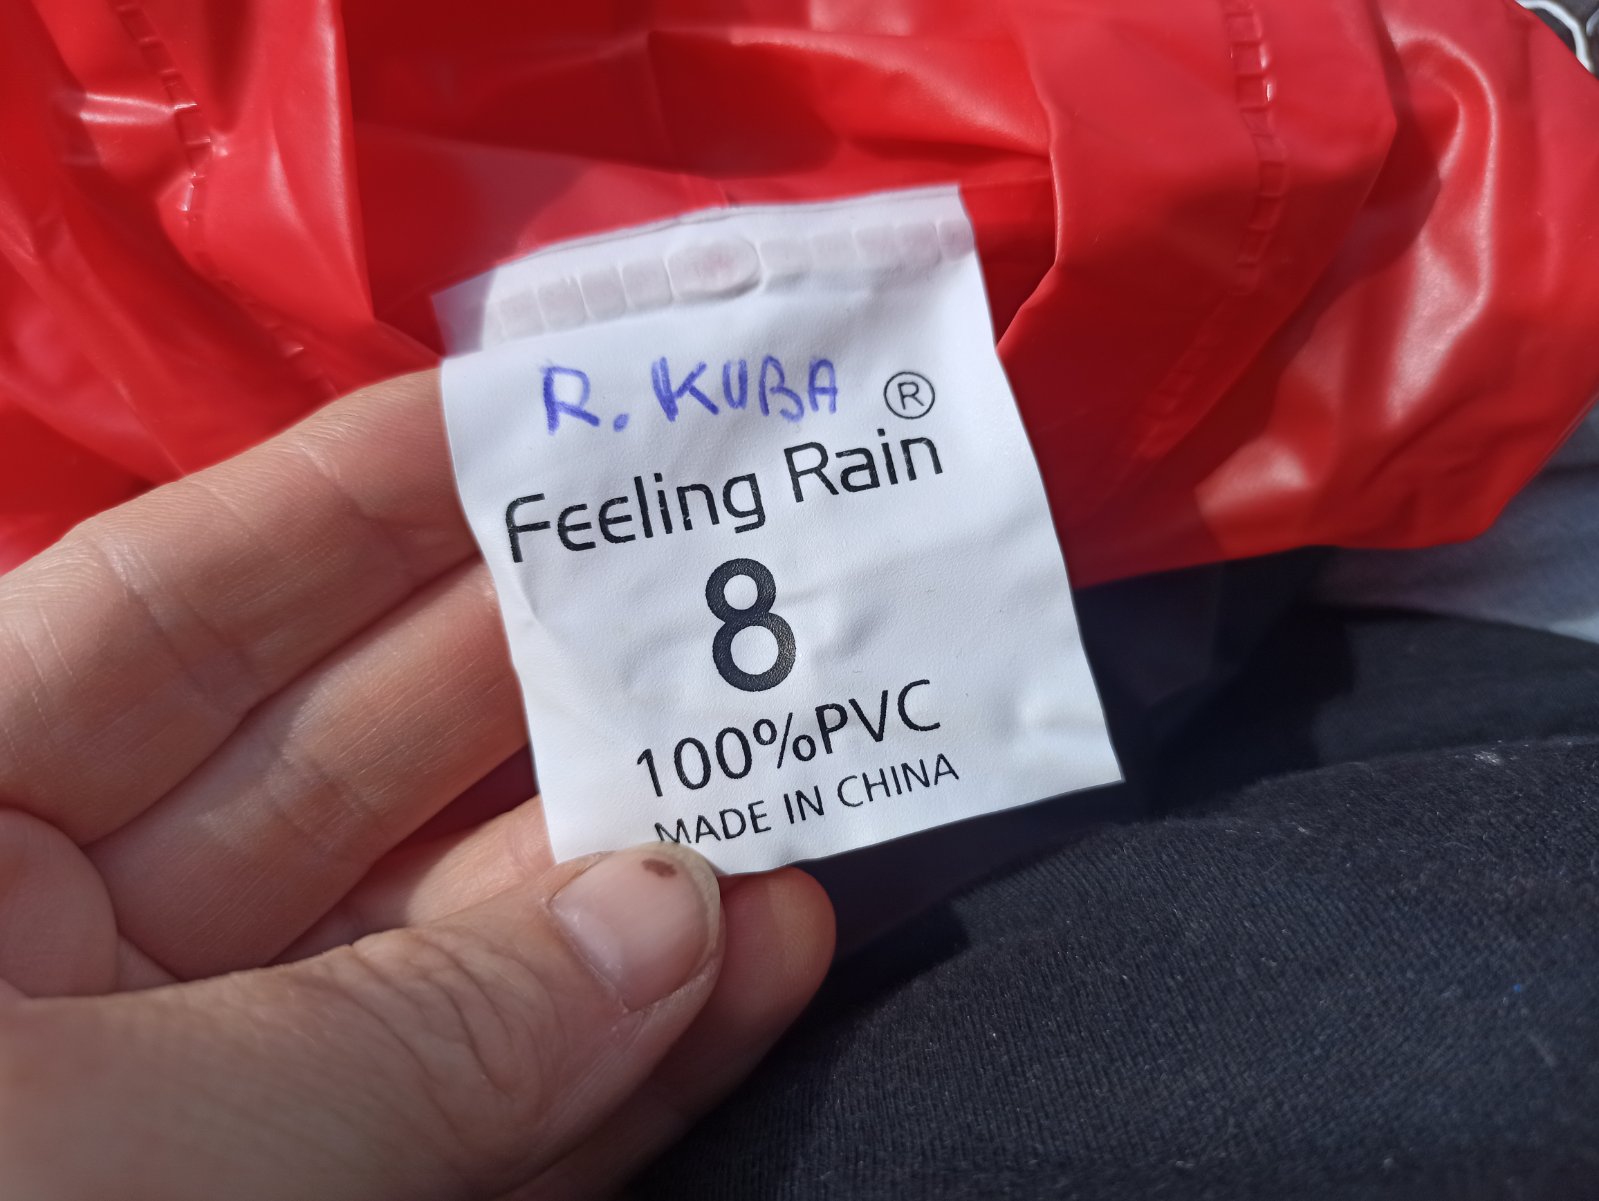 R. KUBA
®
Feeling Rain
8
100%PVC
MADE IN CHINA